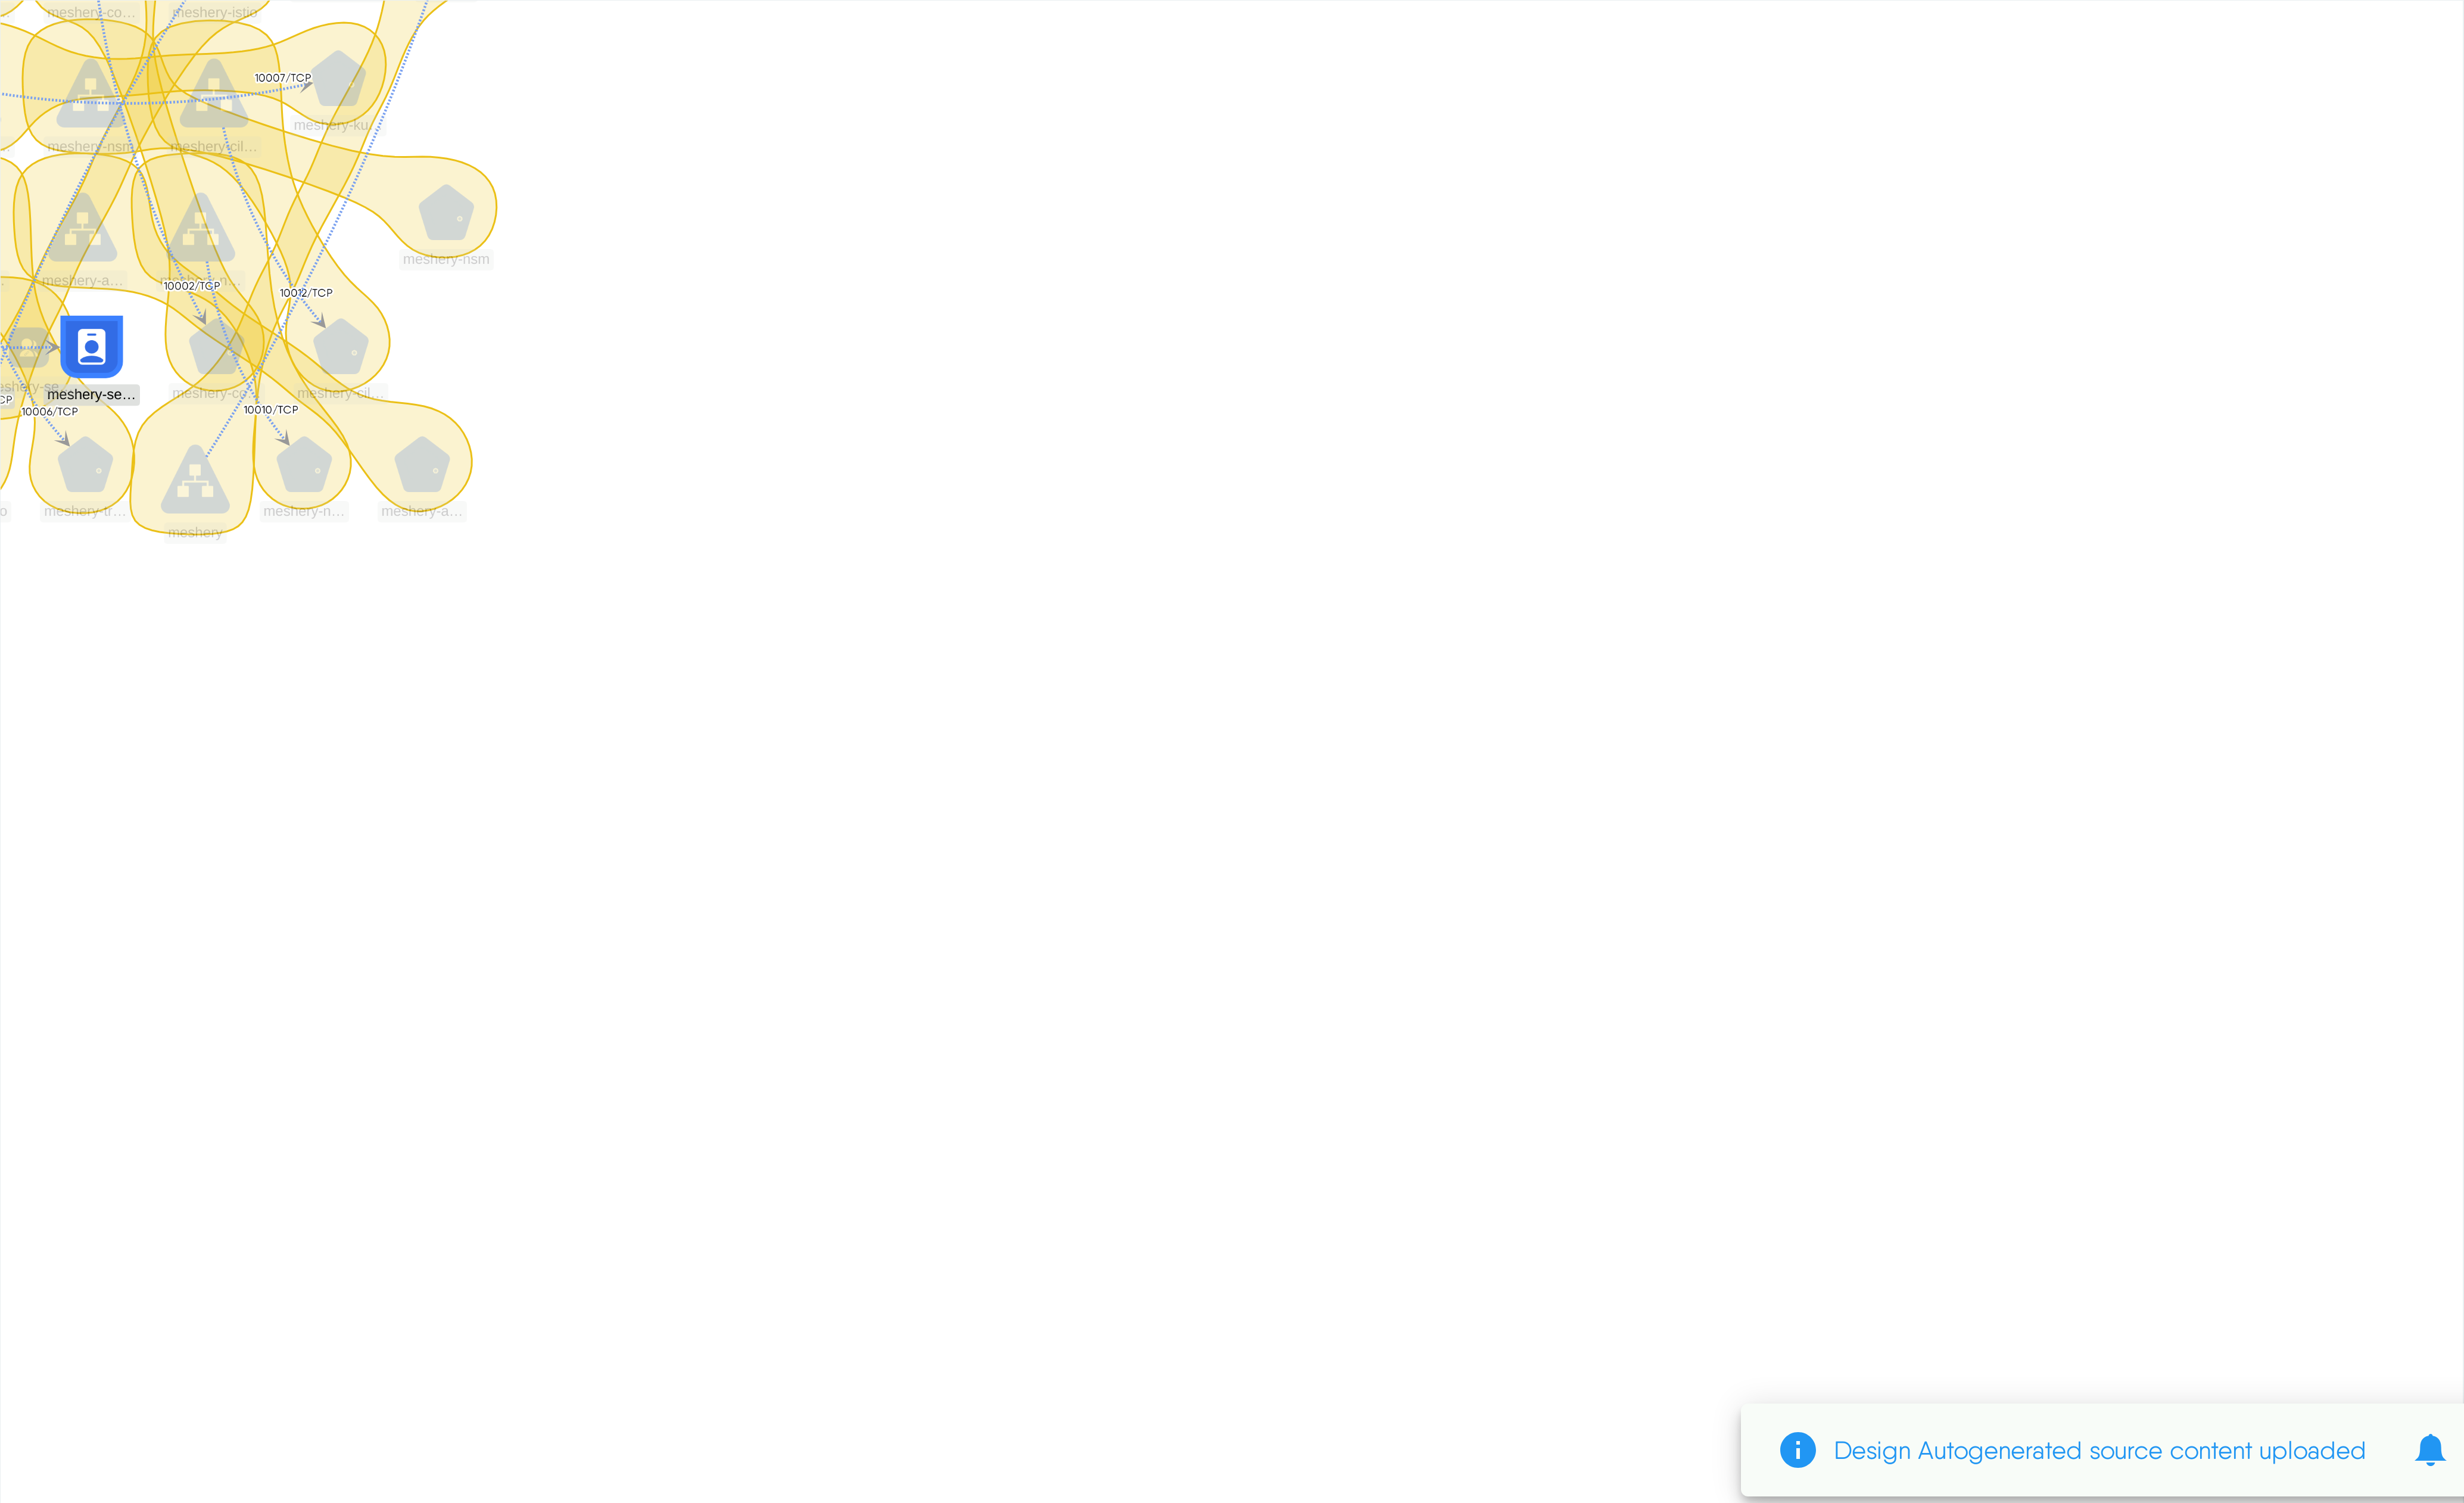 meshery-co…
meshery-istio
10007/TCP
meshery-ku…
meshery-nsm
meshery-cil…
meshery-nsm
meshery-a…
meshery-n…
10002/TCP
10012/TCP
meshery-se…
meshery-se…
meshery-co…
meshery-cil…
CP
10006/TCP
10010/TCP
o
meshery-tr…
meshery-n…
meshery-a…
meshery
Design Autogenerated source content uploaded